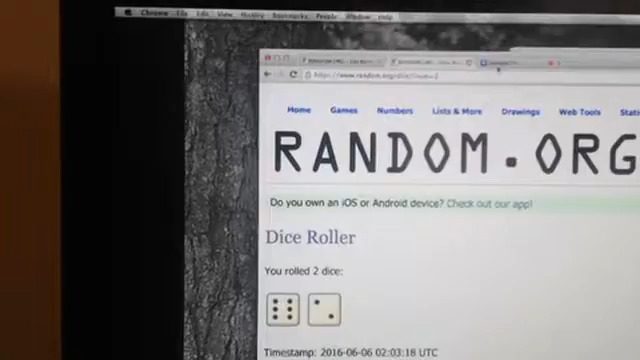 Chrome File Edit View History Bookmarks People Window Help
Home Games Numbers Lists & More Drawings Web Tools
RANDOM.ORG
Do you own an iOS or Android device? Check out our app!
Dice Roller
You rolled 2 dice:
Timestamp: 2016-06-06 02:03:18 UTC